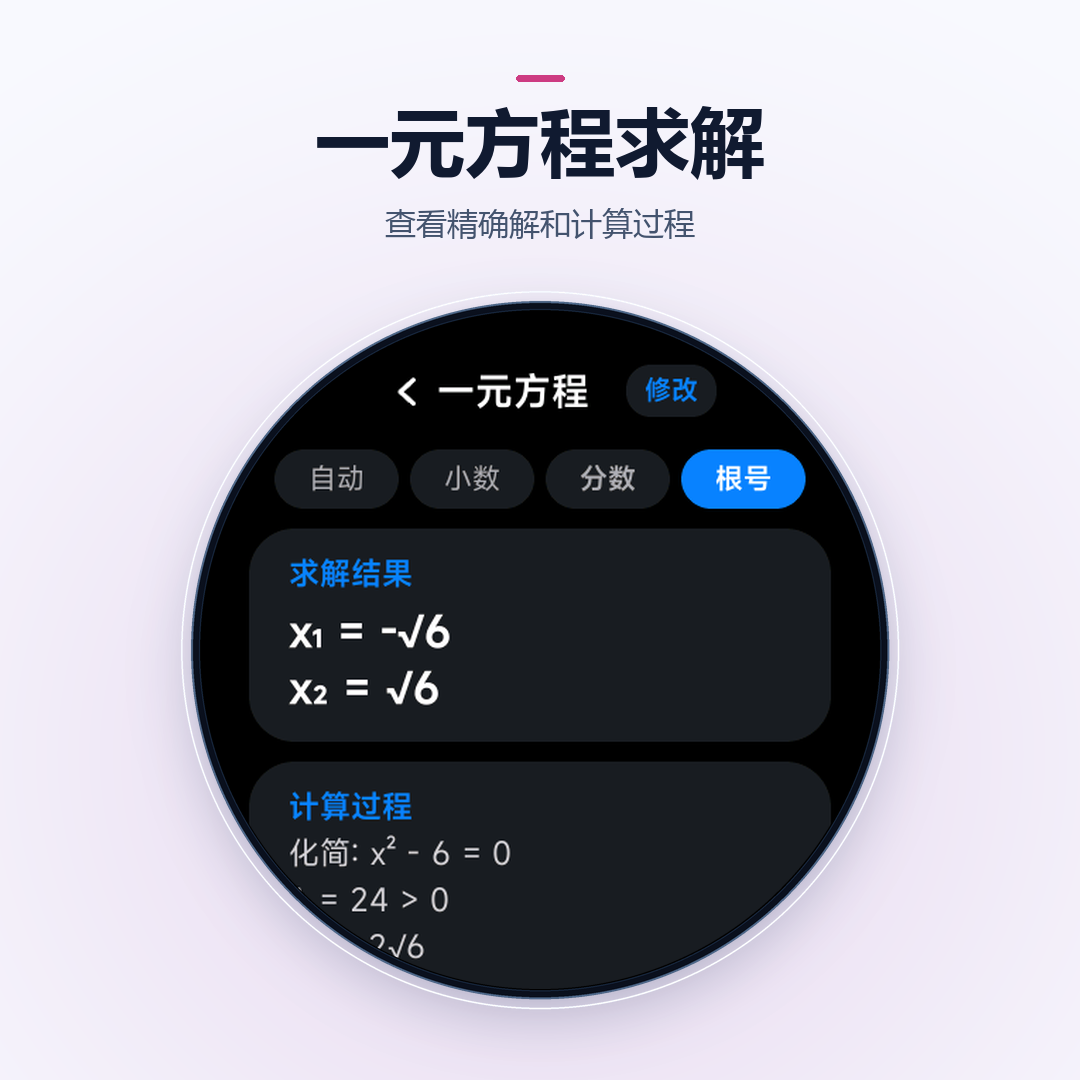 一元方程求解
查看精确解和计算过程
一元方程 修改
自动 小数 分数 根号
求解结果
x₁ = -√6
x₂ = √6
计算过程
化简: x² - 6 = 0
= 24 > 0
2√6